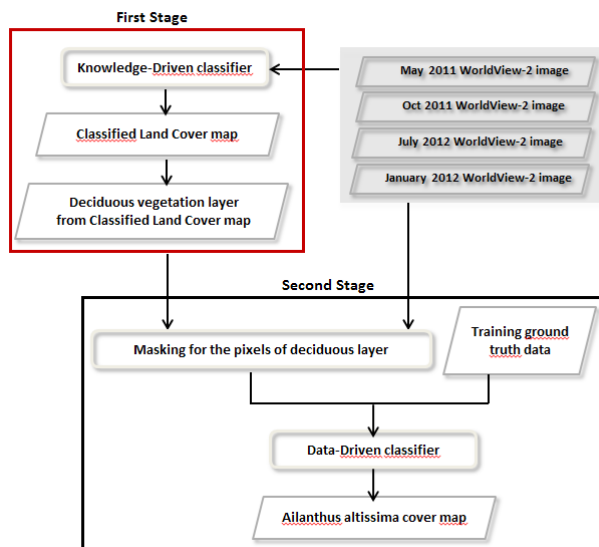 First Stage
Knowledge-Driven classifier
Classified Land Cover map
Deciduous vegetation layer
from Classified Land Cover map
May 2011 WorldView-2 image
Oct 2011 WorldView-2 image
July 2012 WorldView-2 image
January 2012 WorldView-2 image
Second Stage
Masking for the pixels of deciduous layer
Training ground
truth data
Data-Driven classifier
Ailanthus altissima cover map